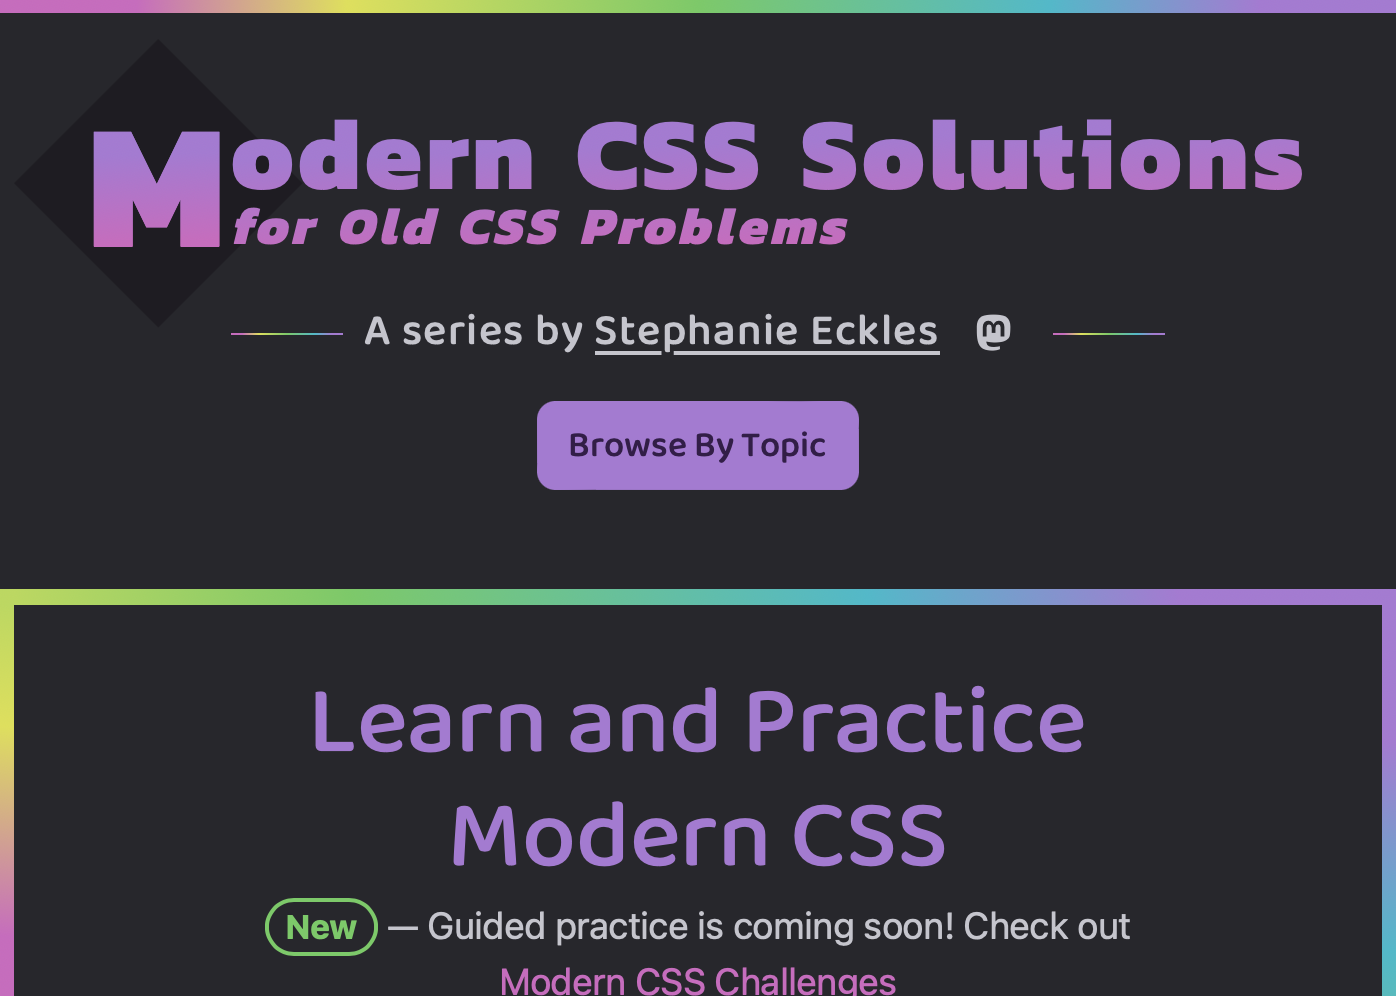 Modern CSS Solutions
for Old CSS Problems
A series by Stephanie Eckles
Browse By Topic
Learn and Practice
Modern CSS
New — Guided practice is coming soon! Check out
Modern CSS Challenges